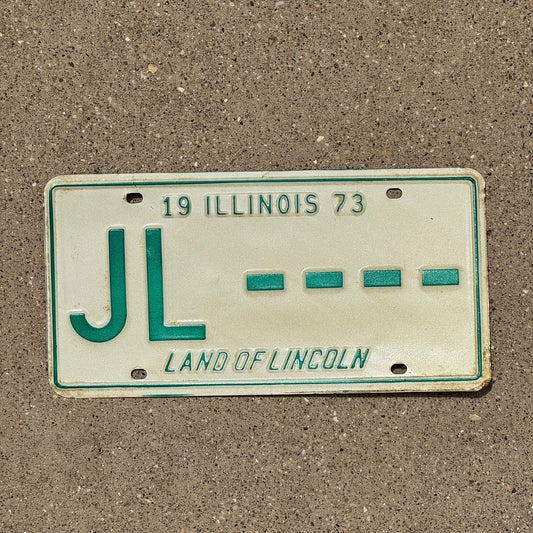 19 ILLINOIS 73
JL ----
LAND OF LINCOLN